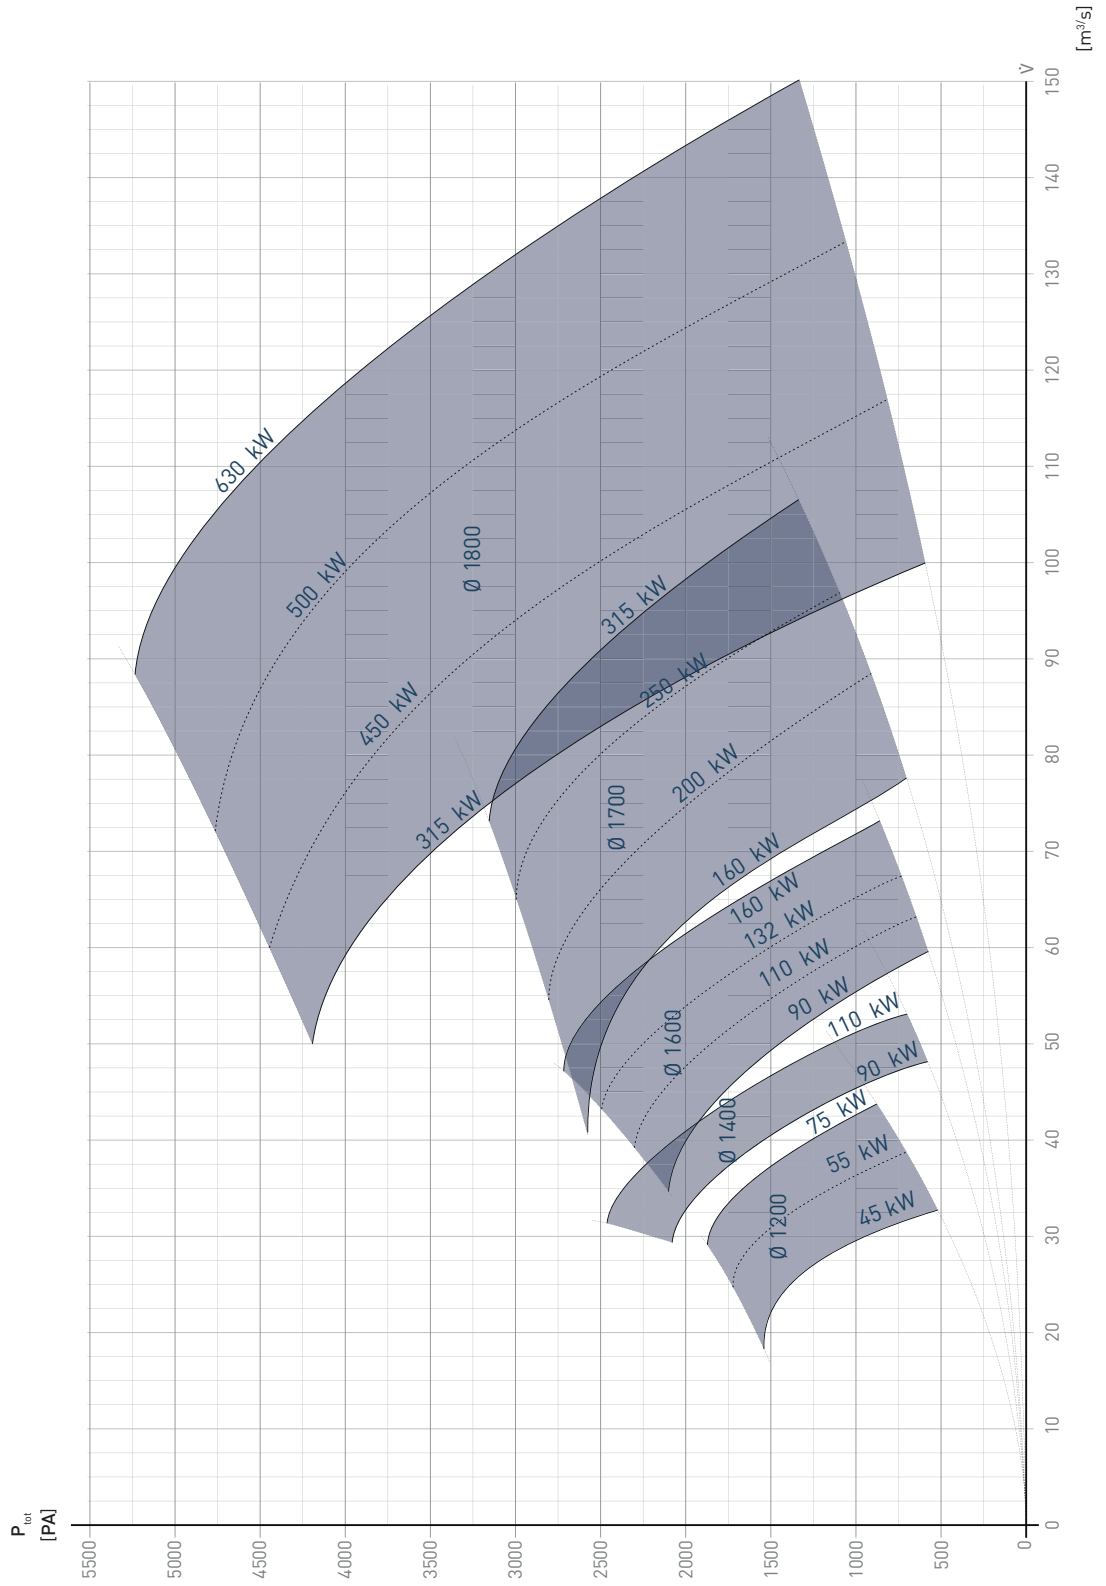 P tot
[PA]
5500
5000
4500
4000
3500
3000
2500
2000
1500
1000
500
0
0
10
20
30
40
50
60
70
80
90
100
110
120
130
140
150
V̇
[m³/s]
630 kW
500 kW
450 kW
315 kW
Ø 1800
315 kW
250 kW
200 kW
160 kW
Ø 1700
160 kW
132 kW
110 kW
90 kW
Ø 1600
110 kW
90 kW
Ø 1400
75 kW
55 kW
45 kW
Ø 1200